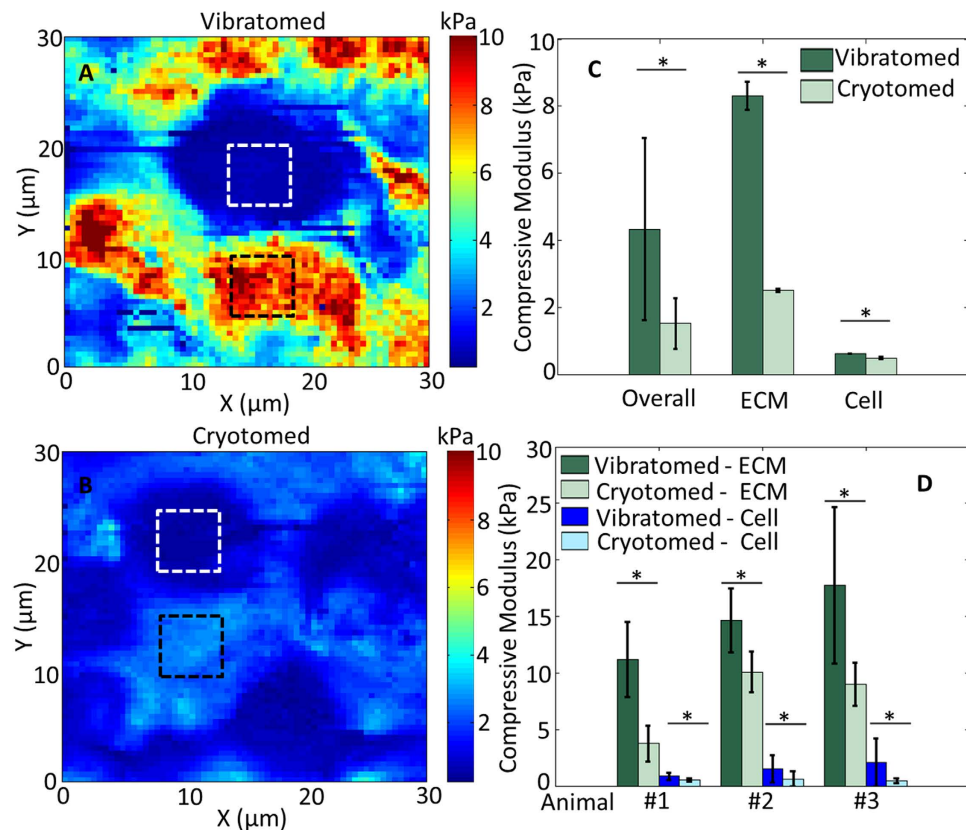 Vibratomed
kPa
A
30
20
10
0
Y (µm)
0
10
20
30
X (µm)
10
8
6
4
2
C
Vibratomed
Cryotomed
Compressive Modulus (kPa)
10
8
6
4
2
0
*
*
*
Overall
ECM
Cell
Cryotomed
kPa
B
30
20
10
0
Y (µm)
0
10
20
30
X (µm)
10
8
6
4
2
D
Vibratomed - ECM
Cryotomed - ECM
Vibratomed - Cell
Cryotomed - Cell
Compressive Modulus (kPa)
30
25
20
15
10
5
0
*
*
*
*
*
*
Animal
#1
#2
#3